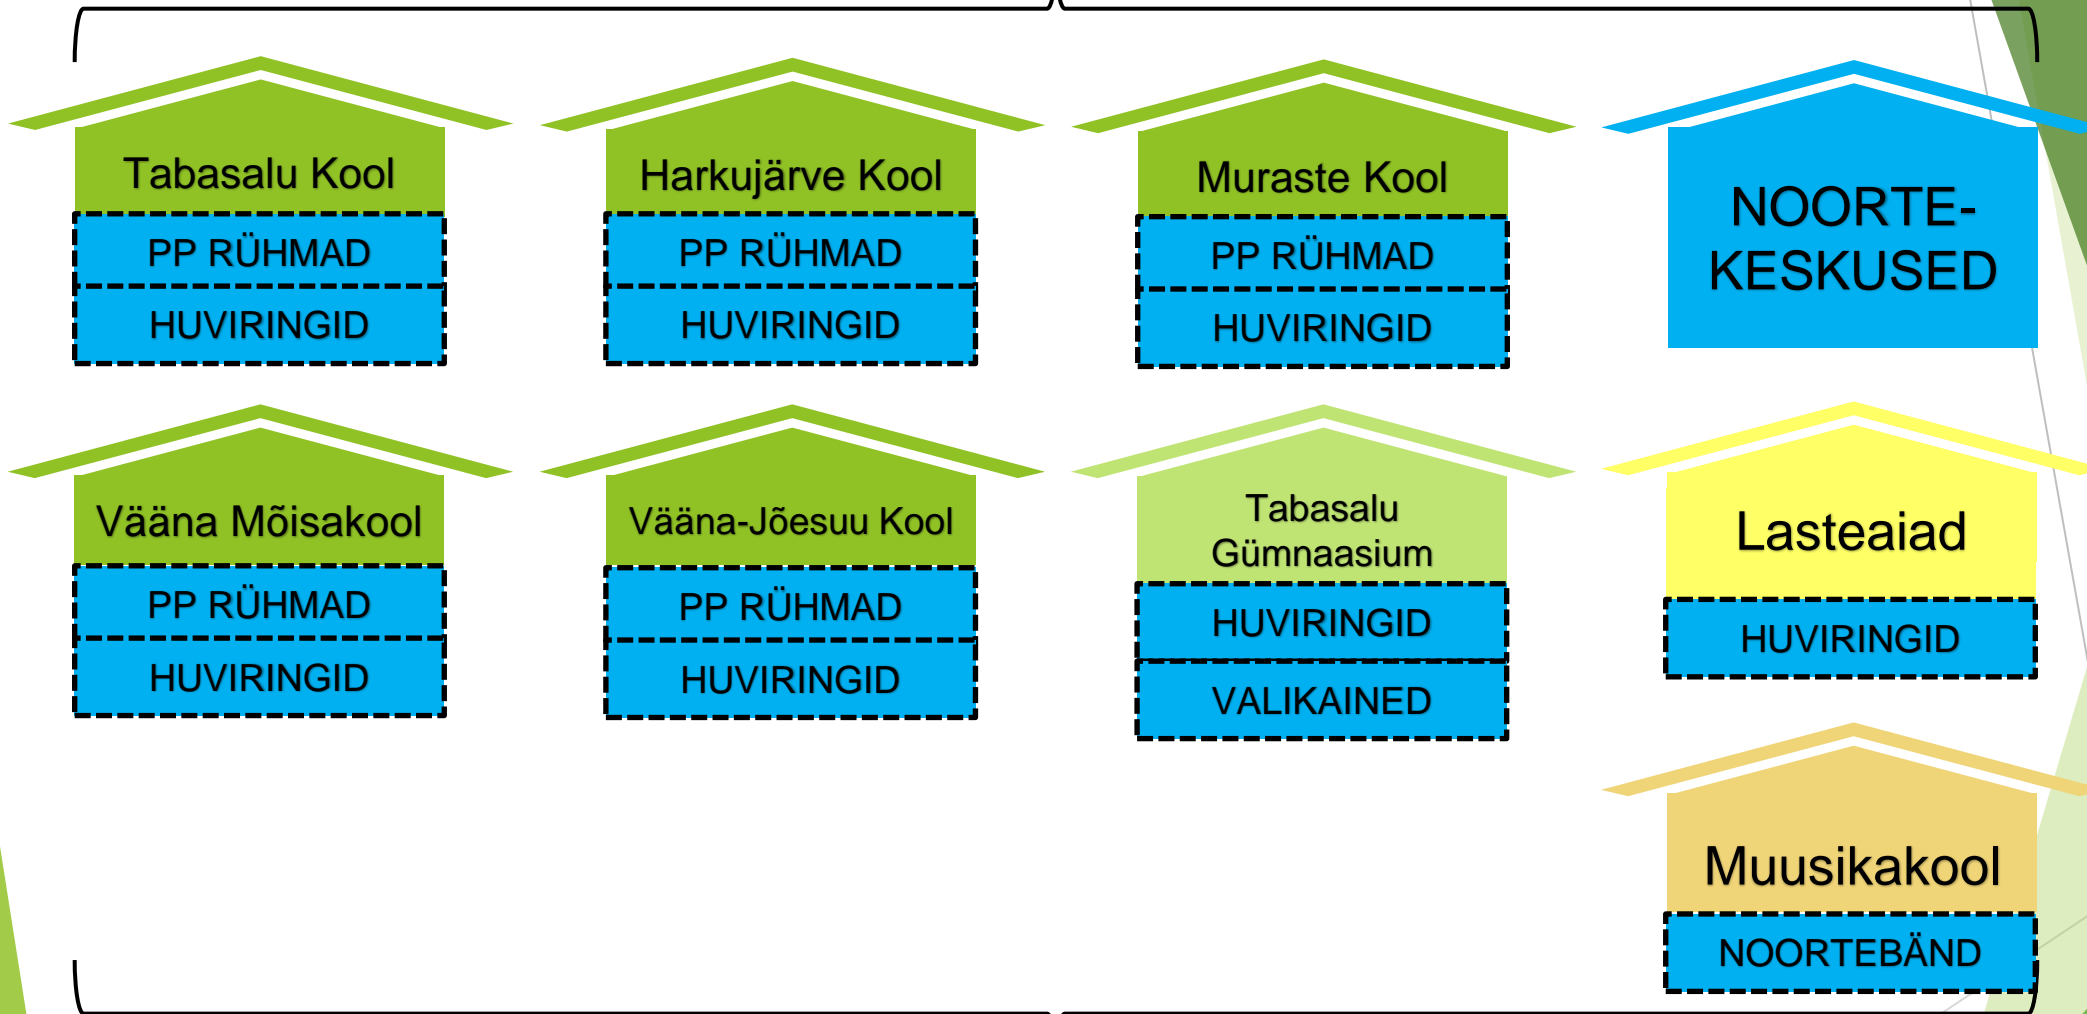 Tabasalu Kool
PP RÜHMAD
HUVIRINGID
Harkujärve Kool
PP RÜHMAD
HUVIRINGID
Muraste Kool
PP RÜHMAD
HUVIRINGID
NOORTE-
KESKUSED
Vääna Mõisakool
PP RÜHMAD
HUVIRINGID
Vääna-Jõesuu Kool
PP RÜHMAD
HUVIRINGID
Tabasalu
Gümnaasium
HUVIRINGID
VALIKAINED
Lasteaiad
HUVIRINGID
Muusikakool
NOORTEBÄND